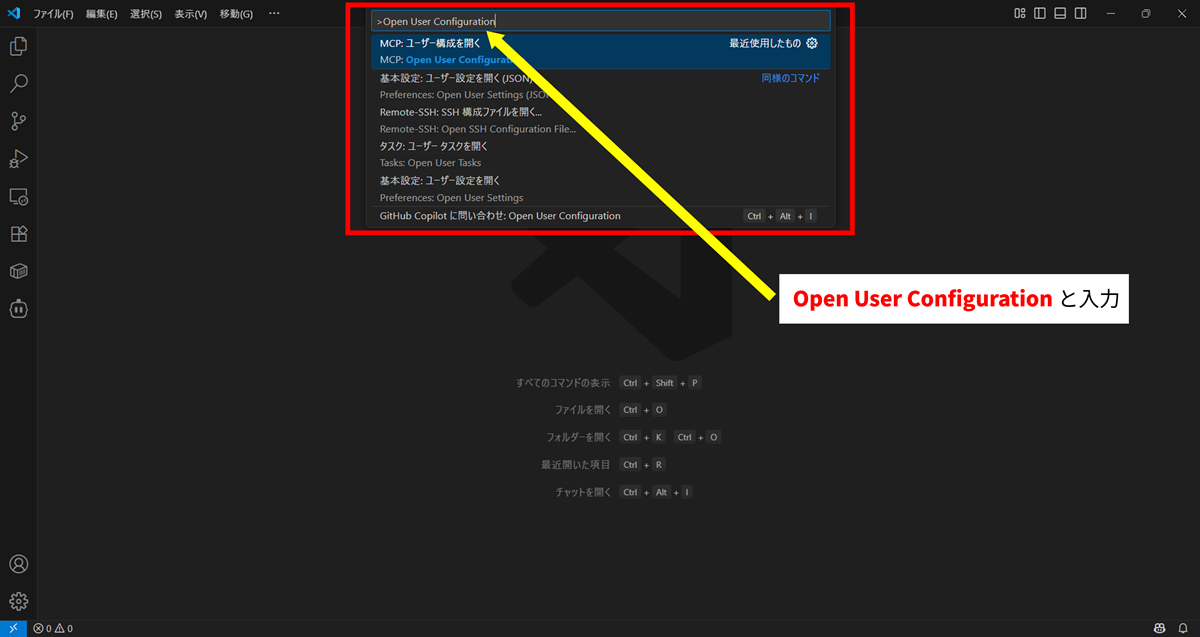 ファイル(F) 編集(E) 選択(S) 表示(V) 移動(G) ···
>Open User Configuration
MCP: ユーザー構成を開く 最近使用したもの
MCP: Open User
基本設定: ユーザー設定を開く (JSON) 同様のコマンド
Preferences: Open User Settings
Remote-SSH: SSH 構成ファイルを開く...
Remote-SSH: Open SSH Configuration File...
タスク: ユーザー タスクを開く
Tasks: Open User Tasks
基本設定: ユーザー設定を開く
Preferences: Open User Settings
GitHub Copilot に問い合わせ: Open User Configuration Ctrl + Alt + I
Open User Configuration と入力
すべてのコマンドの表示 Ctrl + Shift + P
ファイルを開く Ctrl + O
フォルダーを開く Ctrl + K Ctrl + O
最近開いた項目 Ctrl + R
チャットを開く Ctrl + Alt + I
0 0